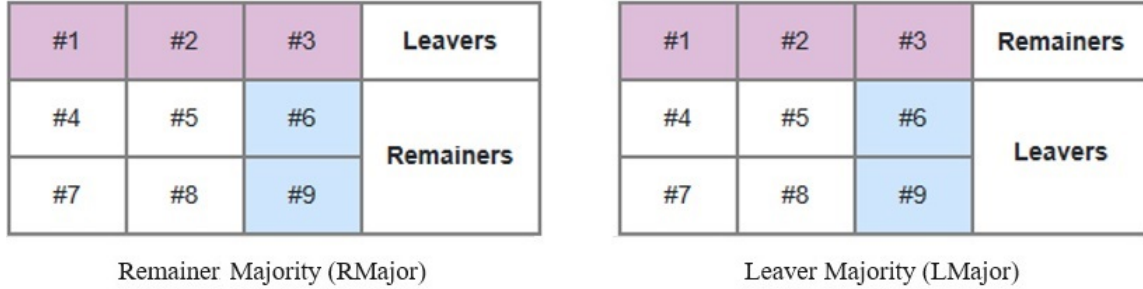 #1 #2 #3 Leavers
#4 #5 #6
Remainers
#7 #8 #9
Remainer Majority (RMajor)
#1 #2 #3 Remainers
#4 #5 #6
Leavers
#7 #8 #9
Leaver Majority (LMajor)